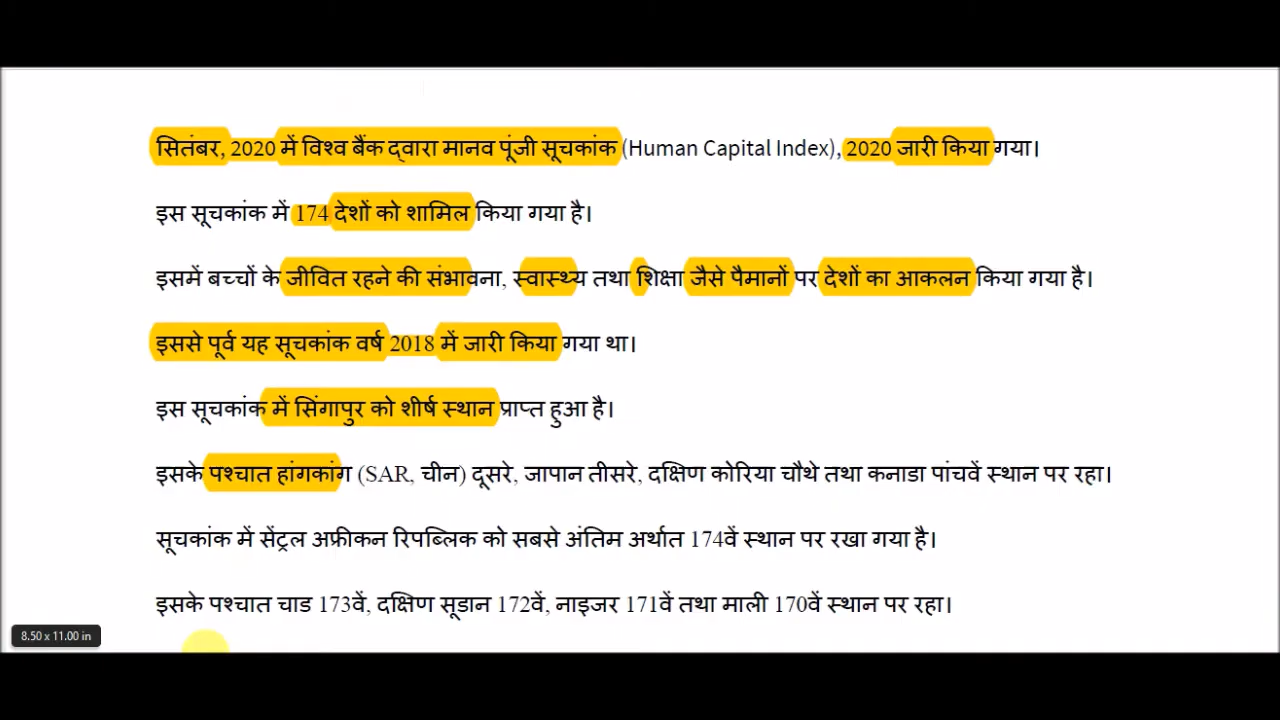 सितंबर, 2020 में विश्व बैंक द्वारा मानव पूंजी सूचकांक (Human Capital Index), 2020 जारी किया गया।
इस सूचकांक में 174 देशों को शामिल किया गया है।
इसमें बच्चों के जीवित रहने की संभावना, स्वास्थ्य तथा शिक्षा जैसे पैमानों पर देशों का आकलन किया गया है।
इससे पूर्व यह सूचकांक वर्ष 2018 में जारी किया गया था।
इस सूचकांक में सिंगापुर को शीर्ष स्थान प्राप्त हुआ है।
इसके पश्चात हांगकांग (SAR, चीन) दूसरे, जापान तीसरे, दक्षिण कोरिया चौथे तथा कनाडा पांचवें स्थान पर रहा।
सूचकांक में सेंट्रल अफ्रीकन रिपब्लिक को सबसे अंतिम अर्थात 174वें स्थान पर रखा गया है।
इसके पश्चात चाड 173वें, दक्षिण सूडान 172वें, नाइजर 171वें तथा माली 170वें स्थान पर रहा।
8.50 x 11.00 in